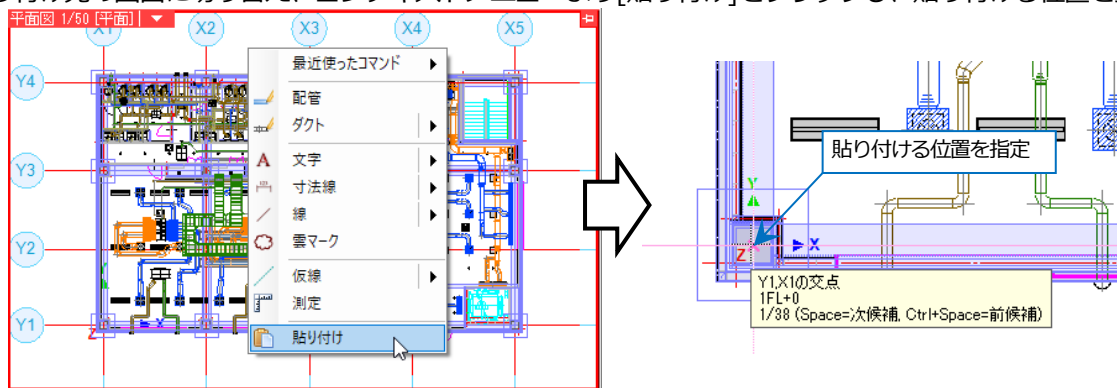 平面図 1/50 [平面]
X1 X2 X3 X4 X5
Y4
Y3
Y2
Y1
Z
X
最近使ったコマンド
配管
ダクト
文字
寸法線
線
雲マーク
仮線
測定
貼り付け
貼り付ける位置を指定
Y
X
Z
Y1,X1の交点
1FL+0
1/38 (Space=次候補, Ctrl+Space=前候補)